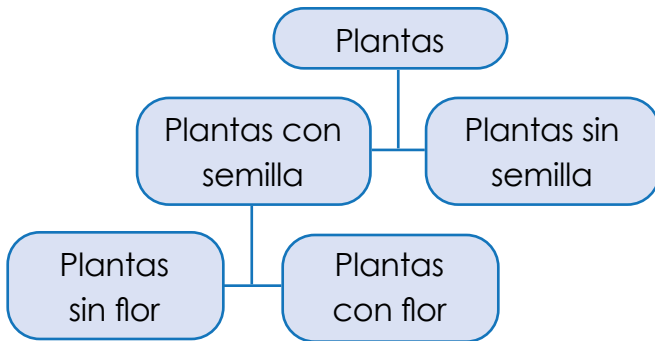 Plantas
Plantas con
semilla
Plantas sin
semilla
Plantas
sin flor
Plantas
con flor